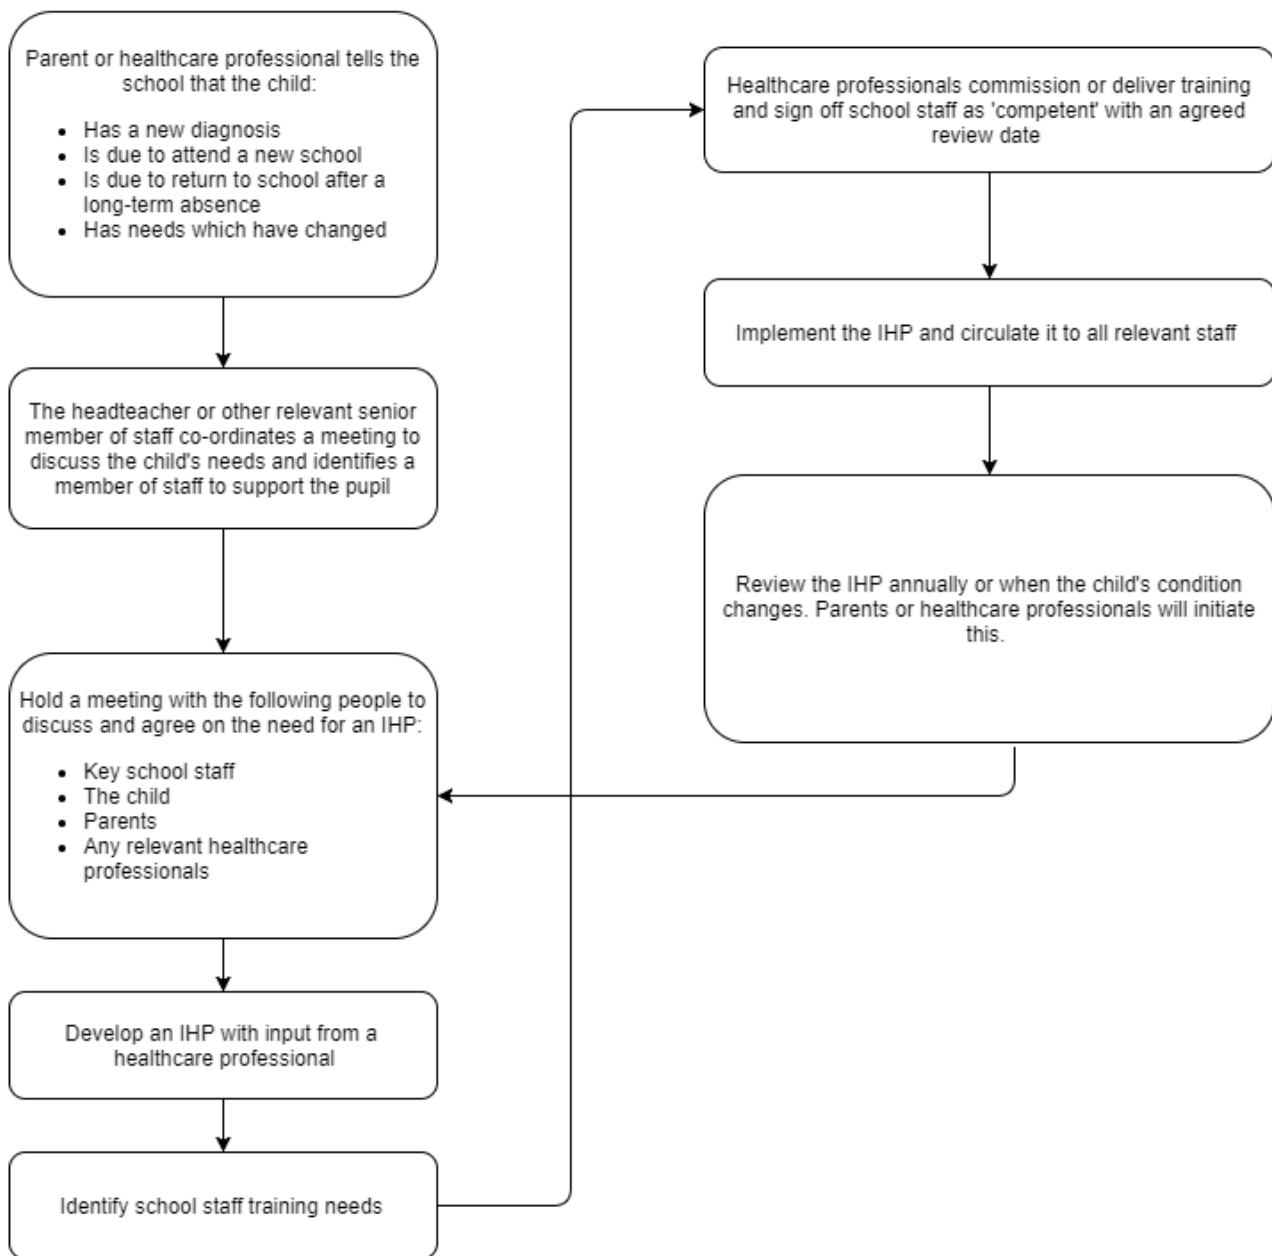 Parent or healthcare professional tells the
school that the child:
• Has a new diagnosis
• Is due to attend a new school
• Is due to return to school after a
long-term absence
• Has needs which have changed
The headteacher or other relevant senior
member of staff co-ordinates a meeting to
discuss the child's needs and identifies a
member of staff to support the pupil
Hold a meeting with the following people to
discuss and agree on the need for an IHP:
• Key school staff
• The child
• Parents
• Any relevant healthcare
professionals
Develop an IHP with input from a
healthcare professional
Identify school staff training needs
Healthcare professionals commission or deliver training
and sign off school staff as 'competent' with an agreed
review date
Implement the IHP and circulate it to all relevant staff
Review the IHP annually or when the child's condition
changes. Parents or healthcare professionals will initiate
this.